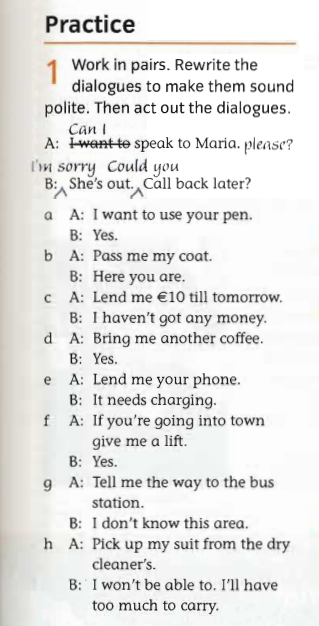 Practice
1 Work in pairs. Rewrite the
dialogues to make them sound
polite. Then act out the dialogues.
Can I
A: I want to speak to Maria. please?
I'm sorry Could you
B: She's out. Call back later?
a A: I want to use your pen.
B: Yes.
b A: Pass me my coat.
B: Here you are.
c A: Lend me €10 till tomorrow.
B: I haven't got any money.
d A: Bring me another coffee.
B: Yes.
e A: Lend me your phone.
B: It needs charging.
f A: If you're going into town
give me a lift.
B: Yes.
g A: Tell me the way to the bus
station.
B: I don't know this area.
h A: Pick up my suit from the dry
cleaner's.
B: I won't be able to. I'll have
too much to carry.